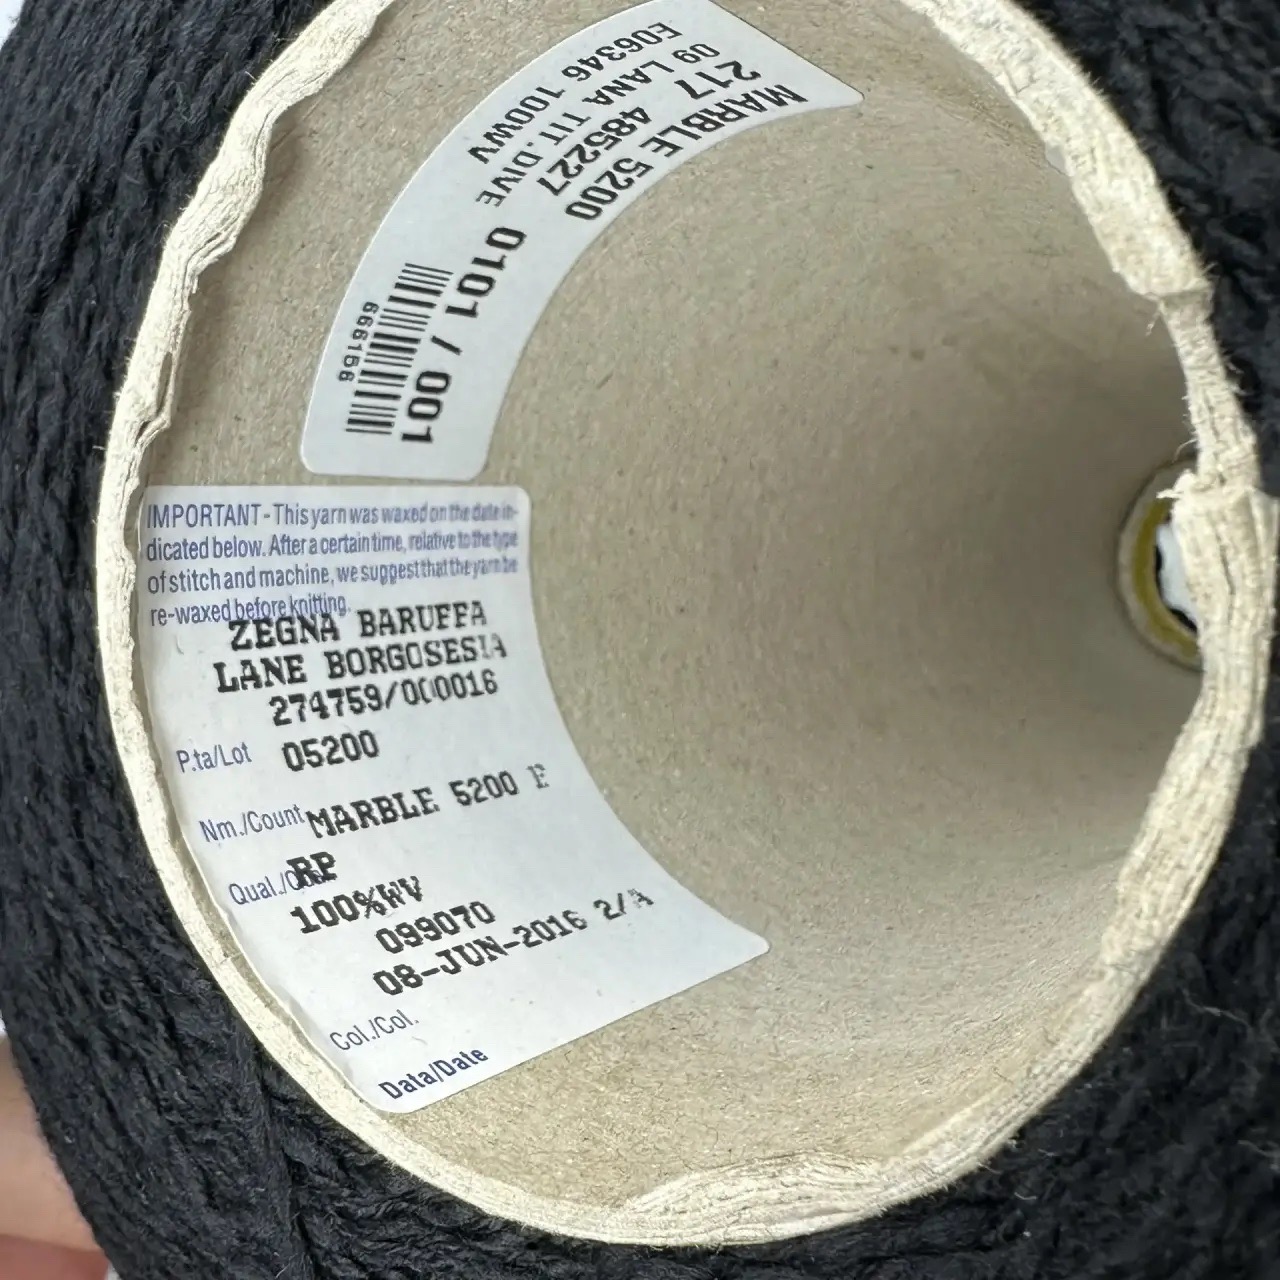 MARBLE 5200
217 485227
09 LANA TIT.DIVE
E06346 100WV
0101 / 001
666156
IMPORTANT - This yarn was waxed on the date in-
dicated below. After a certain time, relative to the type
of stitch and machine, we suggest that the yarn be
re-waxed before knitting.
ZEGNA BARUFFA
LANE BORGOSESIA
274759/000016
P.ta/Lot 05200
Nm./Count MARBLE 5200 E
RP
100%WV
099070
08-JUN-2016 2/A
Col./Col.
Data/Date